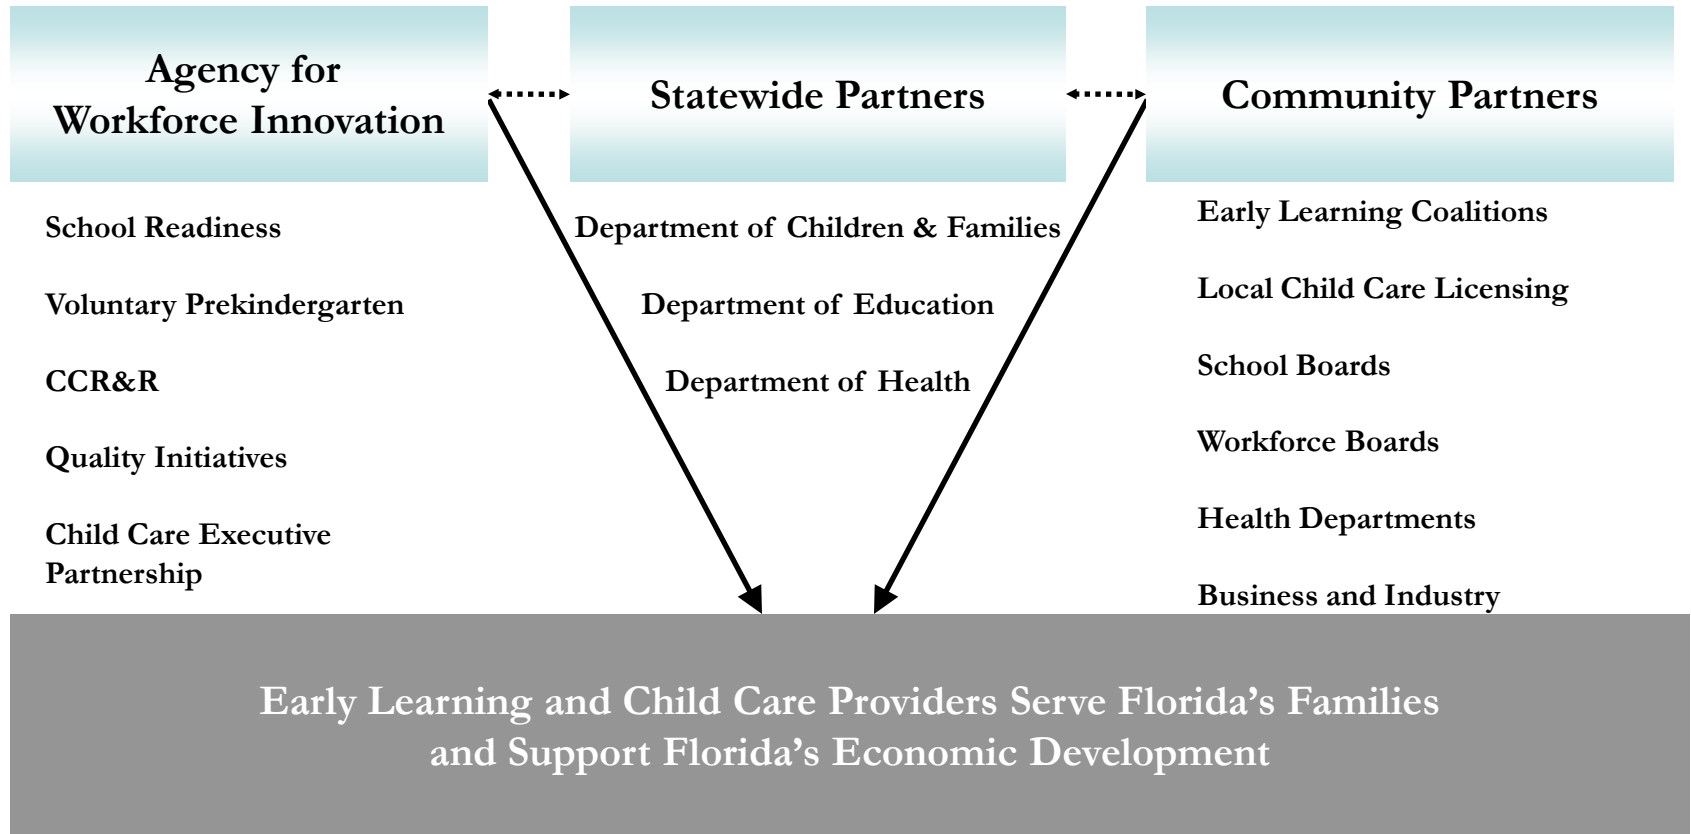 Agency for
Workforce Innovation
Statewide Partners
Community Partners
School Readiness
Voluntary Prekindergarten
CCR&R
Quality Initiatives
Child Care Executive
Partnership
Department of Children & Families
Department of Education
Department of Health
Early Learning Coalitions
Local Child Care Licensing
School Boards
Workforce Boards
Health Departments
Business and Industry
Early Learning and Child Care Providers Serve Florida’s Families
and Support Florida’s Economic Development